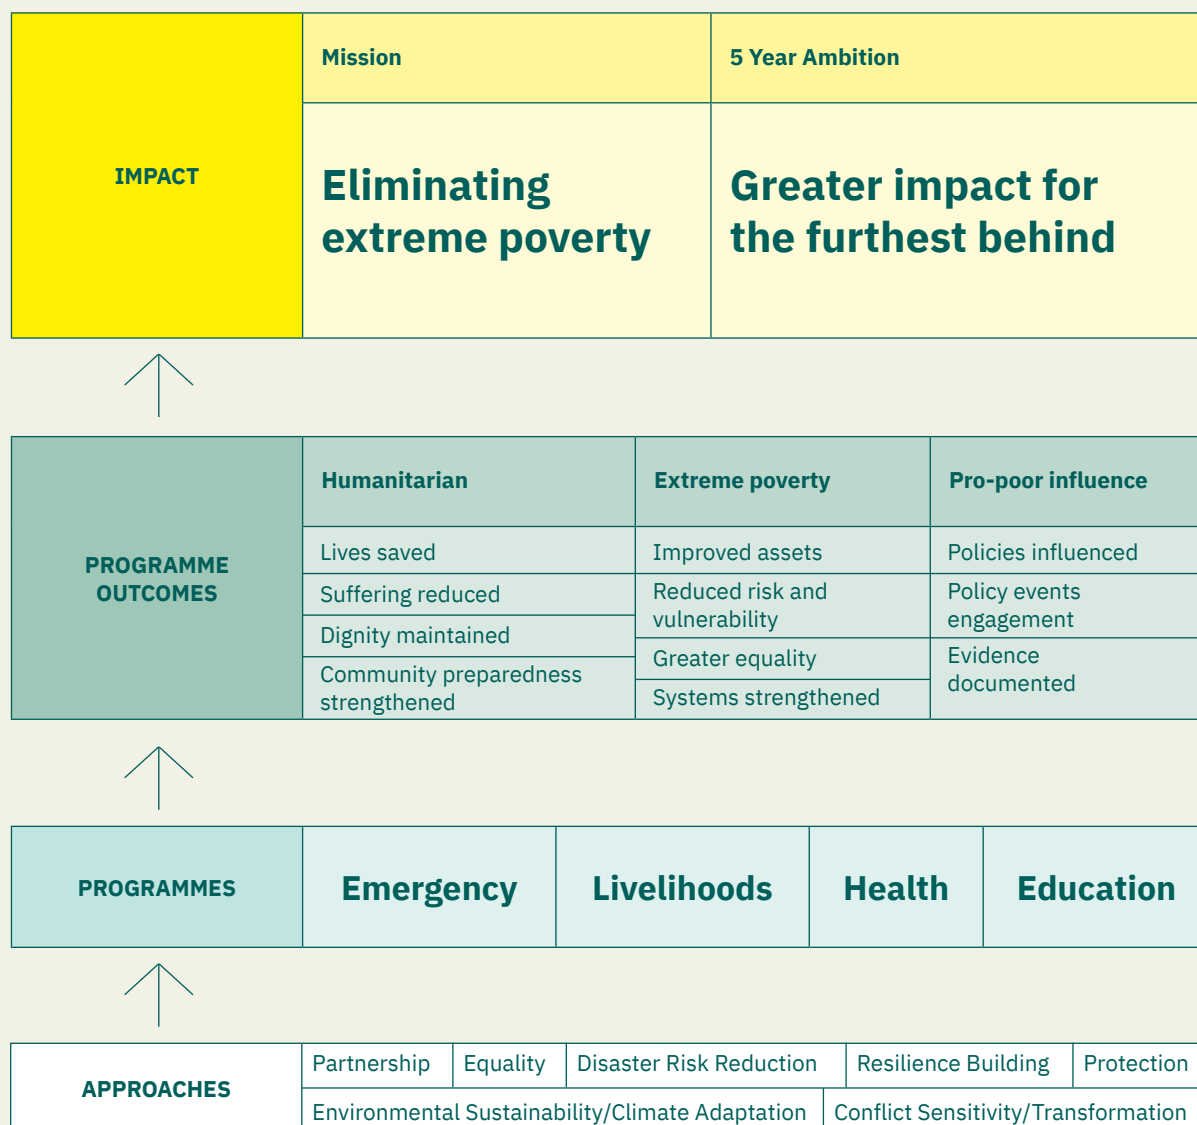 IMPACT
Mission
5 Year Ambition
Eliminating
extreme poverty
Greater impact for
the furthest behind
PROGRAMME
OUTCOMES
Humanitarian
Lives saved
Suffering reduced
Dignity maintained
Community preparedness
strengthened
Extreme poverty
Improved assets
Reduced risk and
vulnerability
Greater equality
Systems strengthened
Pro-poor influence
Policies influenced
Policy events
engagement
Evidence
documented
PROGRAMMES
Emergency
Livelihoods
Health
Education
APPROACHES
Partnership
Equality
Disaster Risk Reduction
Resilience Building
Protection
Environmental Sustainability/Climate Adaptation
Conflict Sensitivity/Transformation